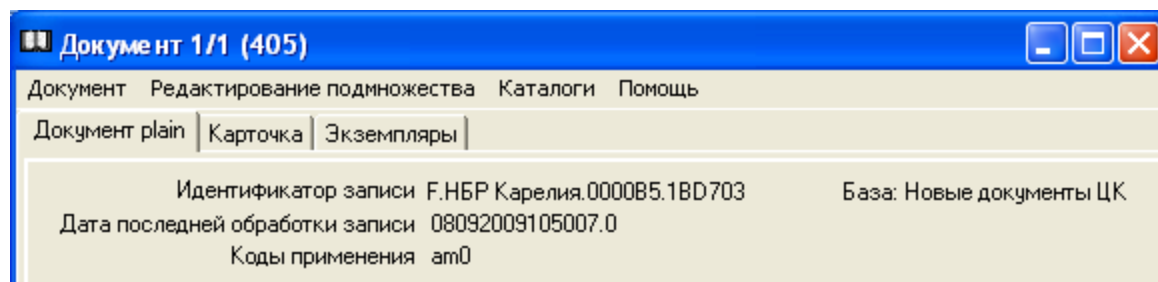 Документ 1/1 (405)
Документ Редактирование подмножества Каталоги Помощь
Документ plain Карточка Экземпляры
Идентификатор записи F.НБР Карелия.0000B5.1BD703 База: Новые документы ЦК
Дата последней обработки записи 08092009105007.0
Коды применения am0